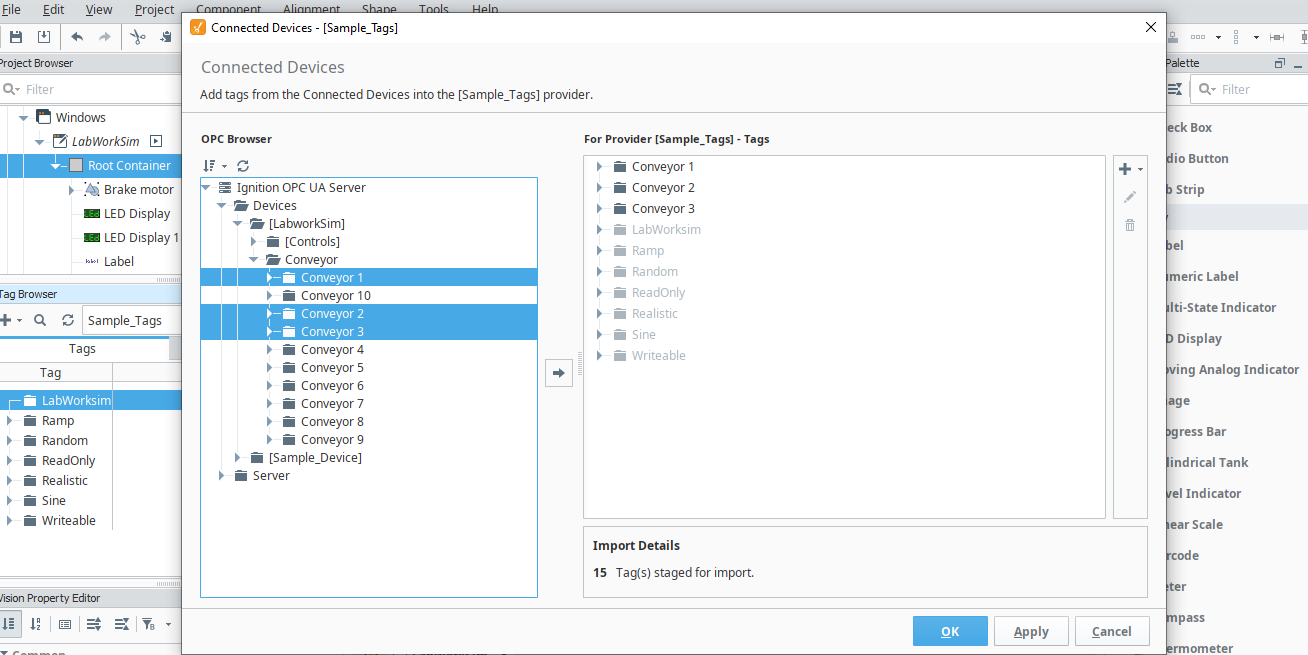 File Edit View Project Component Alignment Shape Tools Help
Connected Devices - [Sample_Tags]
Project Browser
Filter
Windows
LabWorkSim
Root Container
Brake motor
LED Display
LED Display 1
Label
Tag Browser
Sample_Tags
Tags
Tag
LabWorksim
Ramp
Random
ReadOnly
Realistic
Sine
Writeable
Vision Property Editor
Common
Connected Devices
Add tags from the Connected Devices into the [Sample_Tags] provider.
OPC Browser
Ignition OPC UA Server
Devices
[LabworkSim]
[Controls]
Conveyor
Conveyor 1
Conveyor 10
Conveyor 2
Conveyor 3
Conveyor 4
Conveyor 5
Conveyor 6
Conveyor 7
Conveyor 8
Conveyor 9
[Sample_Device]
Server
For Provider [Sample_Tags] - Tags
Conveyor 1
Conveyor 2
Conveyor 3
LabWorksim
Ramp
Random
ReadOnly
Realistic
Sine
Writeable
Import Details
15 Tag(s) staged for import.
OK Apply Cancel
Palette
Filter
eck Box
dio Button
b Strip
bel
umeric Label
ulti-State Indicator
D Display
oving Analog Indicator
age
ogress Bar
lindrical Tank
vel Indicator
near Scale
rcode
eter
mpass
ermometer